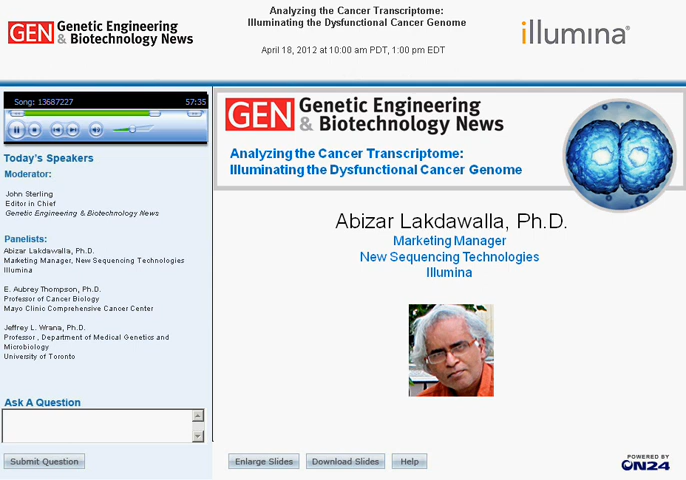 GEN Genetic Engineering
& Biotechnology News
Analyzing the Cancer Transcriptome:
Illuminating the Dysfunctional Cancer Genome
April 18, 2012 at 10:00 am PDT, 1:00 pm EDT
illumina®
Song: 13687227 57:35
Today's Speakers
Moderator:
John Sterling
Editor in Chief
Genetic Engineering & Biotechnology News
Panelists:
Abizar Lakdawalla, Ph.D.
Marketing Manager, New Sequencing Technologies
Illumina
E. Aubrey Thompson, Ph.D.
Professor of Cancer Biology
Mayo Clinic Comprehensive Cancer Center
Jeffrey L. Wrana, Ph.D.
Professor , Department of Medical Genetics and
Microbiology
University of Toronto
Ask A Question
Submit Question
GEN Genetic Engineering
& Biotechnology News
Analyzing the Cancer Transcriptome:
Illuminating the Dysfunctional Cancer Genome
Abizar Lakdawalla, Ph.D.
Marketing Manager
New Sequencing Technologies
Illumina
Enlarge Slides Download Slides Help
POWERED BY
ON24